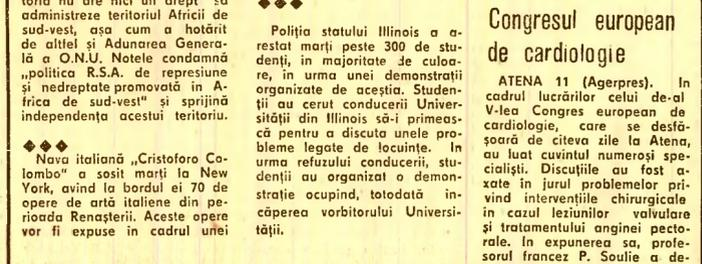 toria nu are nici un drept să
administreze teritoriul Africii de
sud-vest, așa cum a hotărît
de altfel și Adunarea Genera-
lă a O.N.U. Notele condamnă
„politica R.S.A. de represiune
și nedreptate promovată în A-
frica de sud-vest" și sprijină
independența acestui teritoriu.
Nava italiană „Cristoforo Co-
lombo" a sosit marți la New
York, avînd la bordul ei 70 de
opere de artă italiene din pe-
rioada Renașterii. Aceste opere
vor fi expuse în cadrul unei
Poliția statului Illinois a a-
restat marți peste 300 de stu-
denți, în majoritate de culoa-
re, în urma unei demonstrații
organizate de aceștia. Studen-
ții au cerut conducerii Univer-
sității din Illinois să-i primeas-
că pentru a discuta unele pro-
bleme legate de locuințe. In
urma refuzului conducerii, stu-
denții au organizat o demon-
strație ocupînd, totodată în-
căperea vorbitorului Universi-
tății.
Congresul european
de cardiologie
ATENA 11 (Agerpres). In
cadrul lucrărilor celui de-al
V-lea Congres european de
cardiologie, care se desfă-
șoară de cîteva zile la Atena,
au luat cuvîntul numeroși spe-
cialiști. Discuțiile au fost a-
xate în jurul problemelor pri-
vind intervențiile chirurgicale
în cazul leziunilor valvulare
și tratamentului anginei pecto-
rale. In expunerea sa, profe-
sorul francez P. Soulie a de-